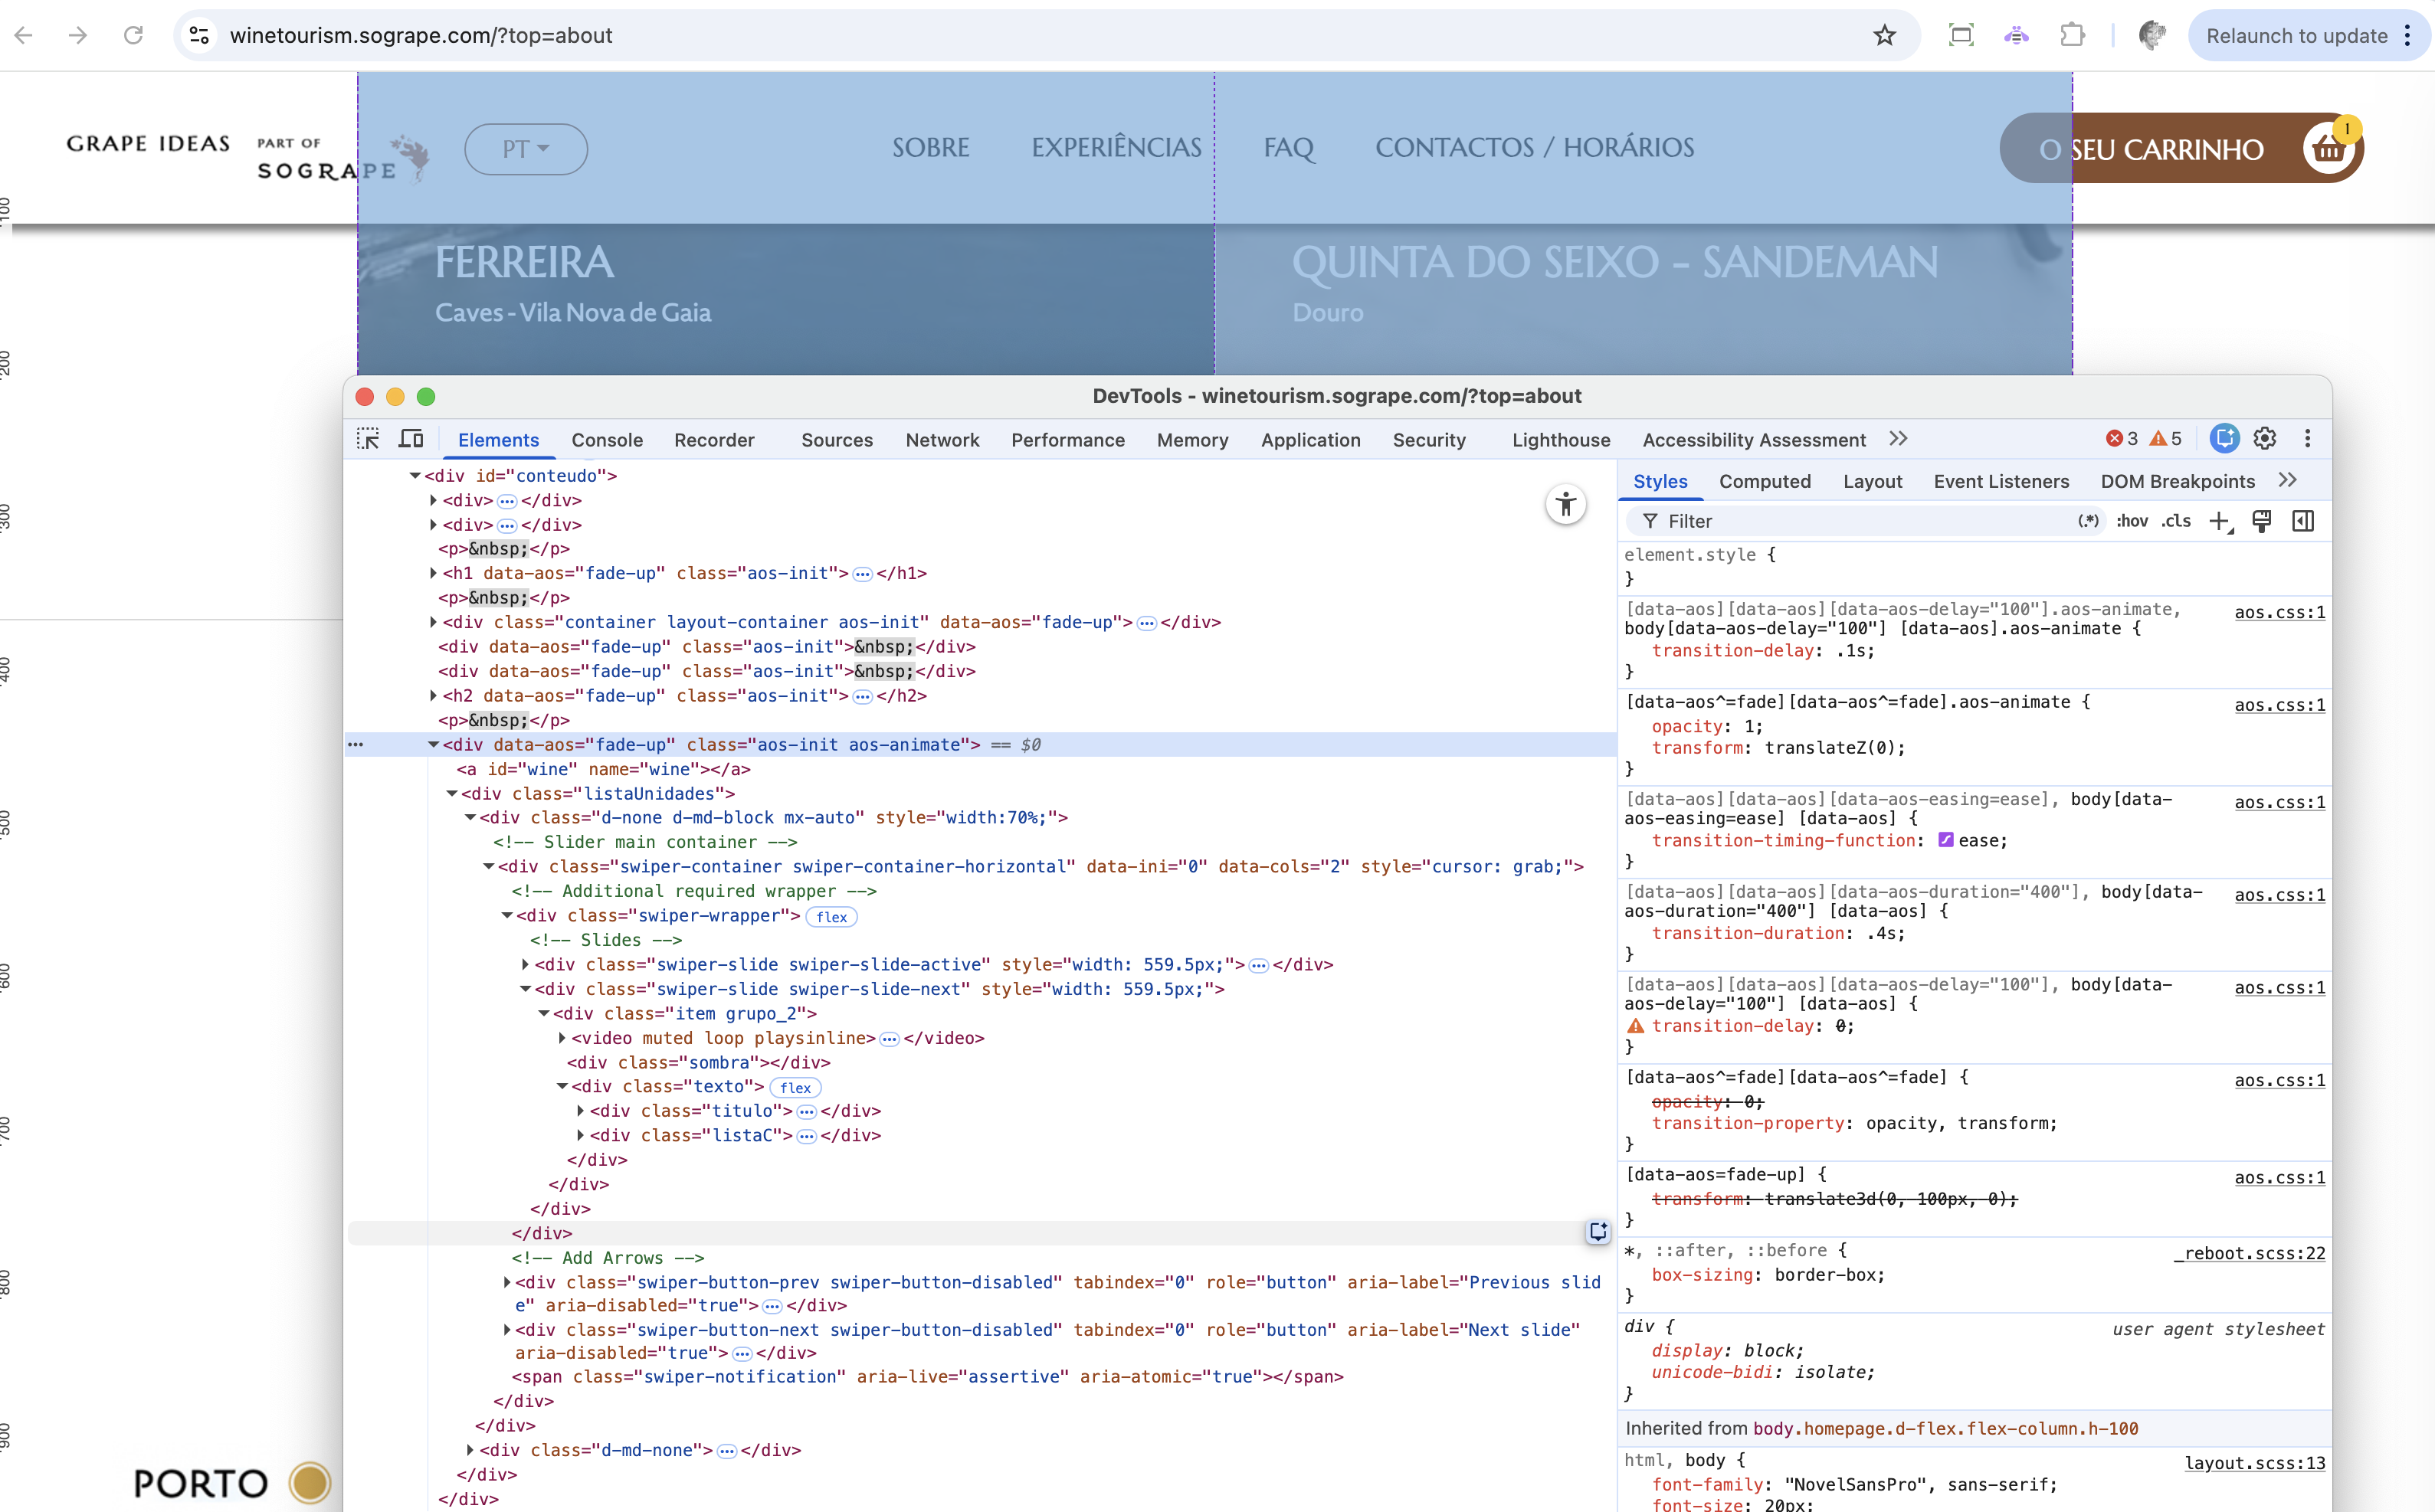 winetourism.sogrape.com/?top=about
Relaunch to update
GRAPE IDEAS
PART OF
SOGRAPE
PT
SOBRE
EXPERIÊNCIAS
FAQ
CONTACTOS / HORÁRIOS
O SEU CARRINHO
1
100
200
300
400
500
600
700
800
900
FERREIRA
Caves - Vila Nova de Gaia
QUINTA DO SEIXO - SANDEMAN
Douro
PORTO
DevTools - winetourism.sogrape.com/?top=about
Elements Console Recorder Sources Network Performance Memory Application Security Lighthouse Accessibility Assessment 3 5
<div id="conteudo">
<div>…</div>
<div>…</div>
<p>&nbsp;</p>
<h1 data-aos="fade-up" class="aos-init">…</h1>
<p>&nbsp;</p>
<div class="container layout-container aos-init" data-aos="fade-up">…</div>
<div data-aos="fade-up" class="aos-init">&nbsp;</div>
<div data-aos="fade-up" class="aos-init">&nbsp;</div>
<h2 data-aos="fade-up" class="aos-init">…</h2>
<p>&nbsp;</p>
<div data-aos="fade-up" class="aos-init aos-animate"> == $0
<a id="wine" name="wine"></a>
<div class="listaUnidades">
<div class="d-none d-md-block mx-auto" style="width:70%;">
<!-- Slider main container -->
<div class="swiper-container swiper-container-horizontal" data-ini="0" data-cols="2" style="cursor: grab;">
<!-- Additional required wrapper -->
<div class="swiper-wrapper"> flex
<!-- Slides -->
<div class="swiper-slide swiper-slide-active" style="width: 559.5px;">…</div>
<div class="swiper-slide swiper-slide-next" style="width: 559.5px;">
<div class="item grupo_2">
<video muted loop playsinline>…</video>
<div class="sombra"></div>
<div class="texto"> flex
<div class="titulo">…</div>
<div class="listaC">…</div>
</div>
</div>
</div>
</div>
<!-- Add Arrows -->
<div class="swiper-button-prev swiper-button-disabled" tabindex="0" role="button" aria-label="Previous slid
e" aria-disabled="true">…</div>
<div class="swiper-button-next swiper-button-disabled" tabindex="0" role="button" aria-label="Next slide"
aria-disabled="true">…</div>
<span class="swiper-notification" aria-live="assertive" aria-atomic="true"></span>
</div>
</div>
<div class="d-md-none">…</div>
</div>
</div>
Styles Computed Layout Event Listeners DOM Breakpoints
Filter (.*) :hov .cls
element.style {
}
[data-aos][data-aos][data-aos-delay="100"].aos-animate, aos.css:1
body[data-aos-delay="100"] [data-aos].aos-animate {
transition-delay: .1s;
}
[data-aos^=fade][data-aos^=fade].aos-animate { aos.css:1
opacity: 1;
transform: translateZ(0);
}
[data-aos][data-aos][data-aos-easing=ease], body[data- aos.css:1
aos-easing=ease] [data-aos] {
transition-timing-function: ease;
}
[data-aos][data-aos][data-aos-duration="400"], body[data- aos.css:1
aos-duration="400"] [data-aos] {
transition-duration: .4s;
}
[data-aos][data-aos][data-aos-delay="100"], body[data- aos.css:1
aos-delay="100"] [data-aos] {
transition-delay: 0;
}
[data-aos^=fade][data-aos^=fade] { aos.css:1
opacity: 0;
transition-property: opacity, transform;
}
[data-aos=fade-up] { aos.css:1
transform: translate3d(0, 100px, 0);
}
*, ::after, ::before { _reboot.scss:22
box-sizing: border-box;
}
div { user agent stylesheet
display: block;
unicode-bidi: isolate;
}
Inherited from body.homepage.d-flex.flex-column.h-100
html, body { layout.scss:13
font-family: "NovelSansPro", sans-serif;
font-size: 20px;